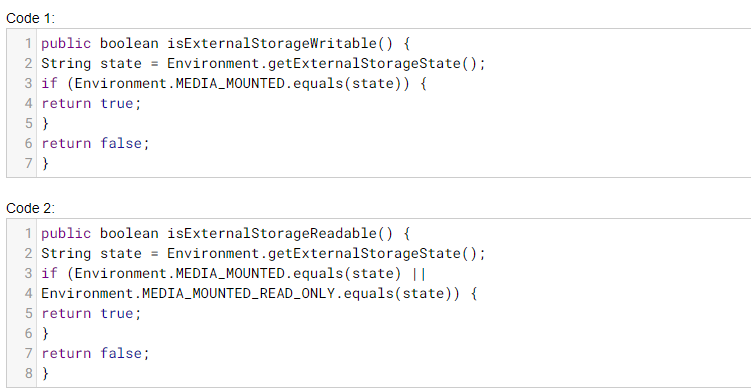 Code 1:
1 public boolean isExternalStorageWritable() {
2 String state = Environment.getExternalStorageState();
3 if (Environment.MEDIA_MOUNTED.equals(state)) {
4 return true;
5 }
6 return false;
7 }
Code 2:
1 public boolean isExternalStorageReadable() {
2 String state = Environment.getExternalStorageState();
3 if (Environment.MEDIA_MOUNTED.equals(state) ||
4 Environment.MEDIA_MOUNTED_READ_ONLY.equals(state)) {
5 return true;
6 }
7 return false;
8 }